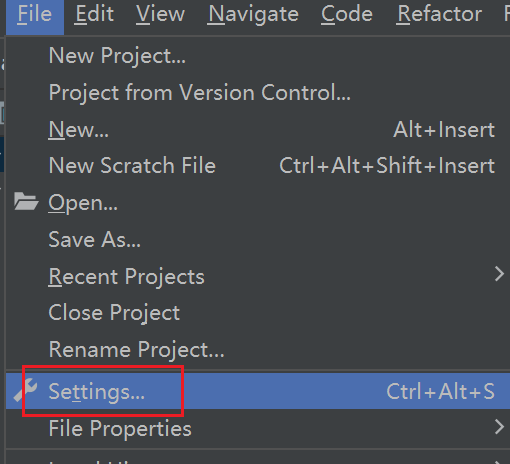 File Edit View Navigate Code Refactor
New Project...
Project from Version Control...
New... Alt+Insert
New Scratch File Ctrl+Alt+Shift+Insert
Open...
Save As...
Recent Projects
Close Project
Rename Project...
Settings... Ctrl+Alt+S
File Properties